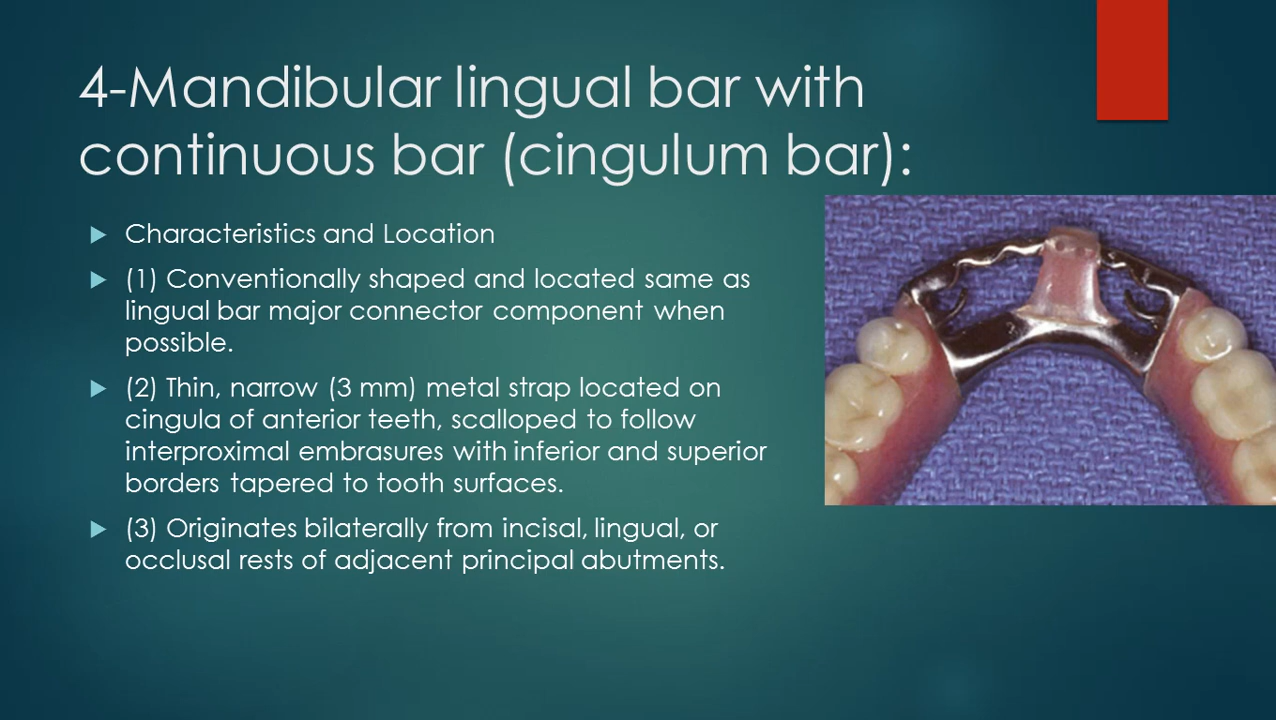 4-Mandibular lingual bar with
continuous bar (cingulum bar):
Characteristics and Location
(1) Conventionally shaped and located same as
lingual bar major connector component when
possible.
(2) Thin, narrow (3 mm) metal strap located on
cingula of anterior teeth, scalloped to follow
interproximal embrasures with inferior and superior
borders tapered to tooth surfaces.
(3) Originates bilaterally from incisal, lingual, or
occlusal rests of adjacent principal abutments.